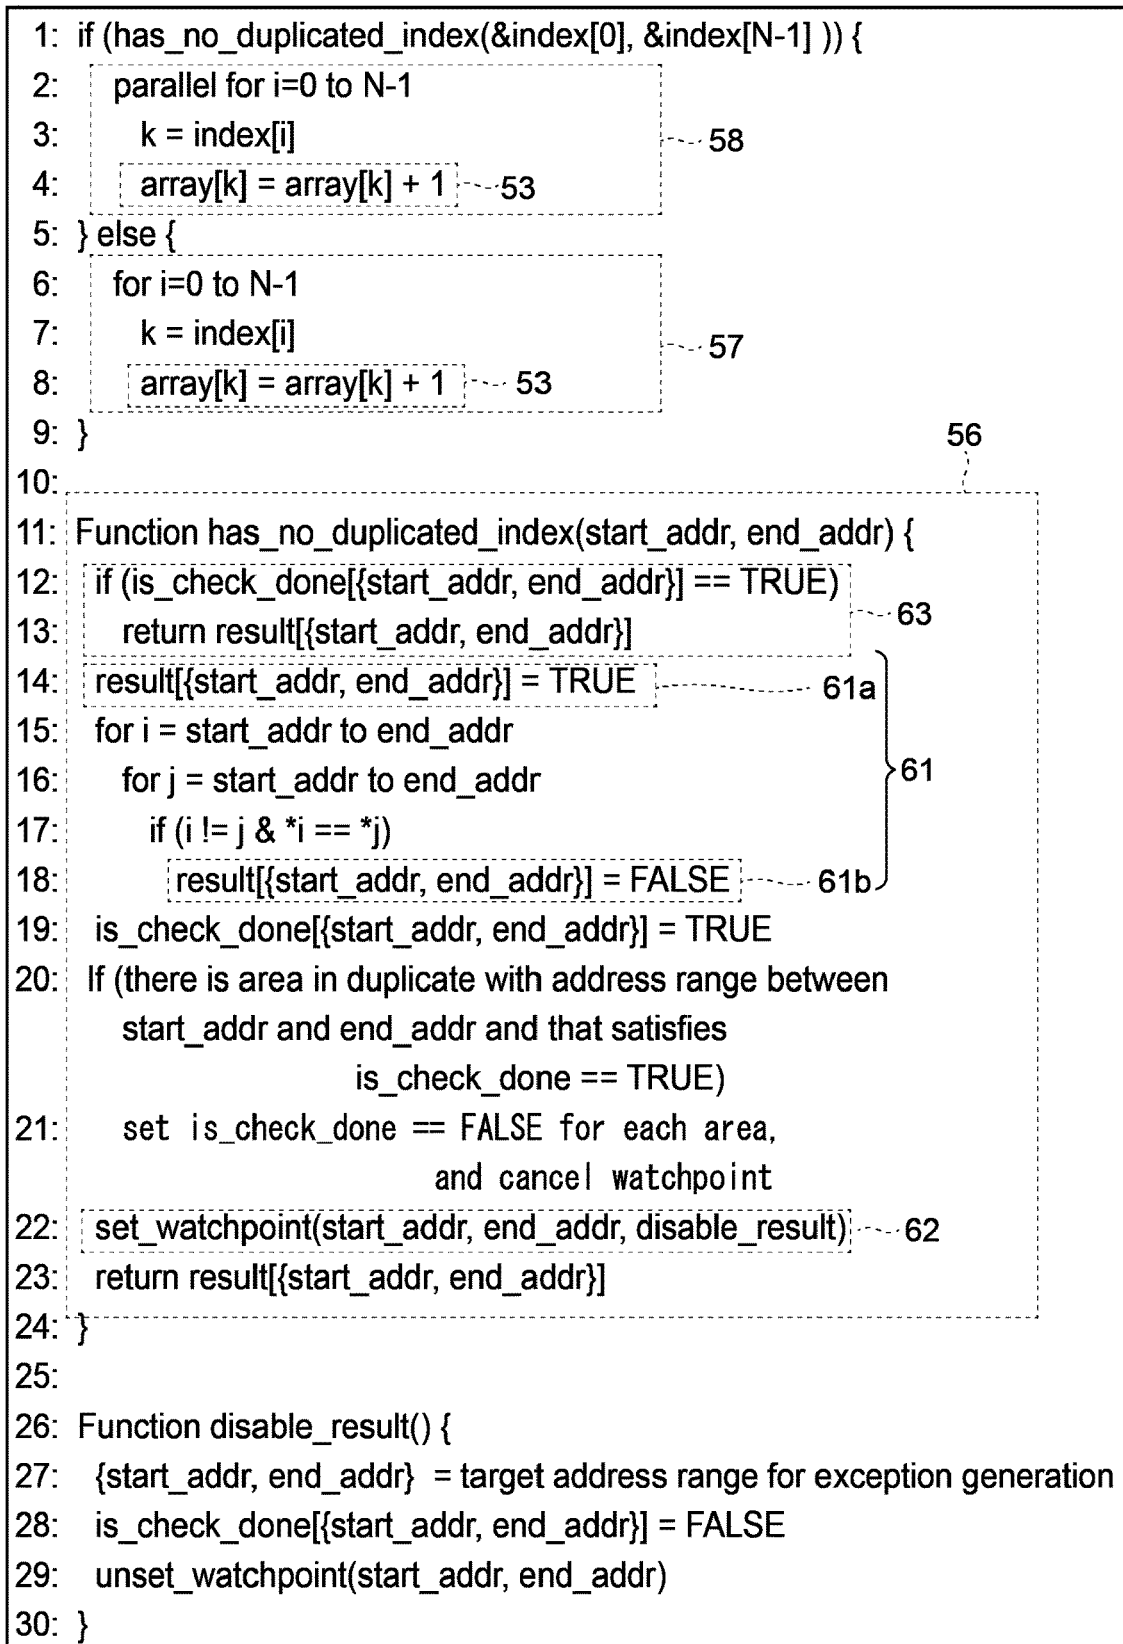 1: if (has_no_duplicated_index(&index[0], &index[N-1] )) {
2: parallel for i=0 to N-1
3: k = index[i]
58
4: array[k] = array[k] + 1 53
5: } else {
6: for i=0 to N-1
7: k = index[i]
57
8: array[k] = array[k] + 1 53
9: }
56
10:
11: Function has_no_duplicated_index(start_addr, end_addr) {
12: if (is_check_done[{start_addr, end_addr}] == TRUE)
63
13: return result[{start_addr, end_addr}]
14: result[{start_addr, end_addr}] = TRUE 61a
15: for i = start_addr to end_addr
16: for j = start_addr to end_addr
61
17: if (i != j & *i == *j)
18: result[{start_addr, end_addr}] = FALSE 61b
19: is_check_done[{start_addr, end_addr}] = TRUE
20: If (there is area in duplicate with address range between
start_addr and end_addr and that satisfies
is_check_done == TRUE)
21: set is_check_done == FALSE for each area,
and cancel watchpoint
22: set_watchpoint(start_addr, end_addr, disable_result) 62
23: return result[{start_addr, end_addr}]
24: }
25:
26: Function disable_result() {
27: {start_addr, end_addr} = target address range for exception generation
28: is_check_done[{start_addr, end_addr}] = FALSE
29: unset_watchpoint(start_addr, end_addr)
30: }